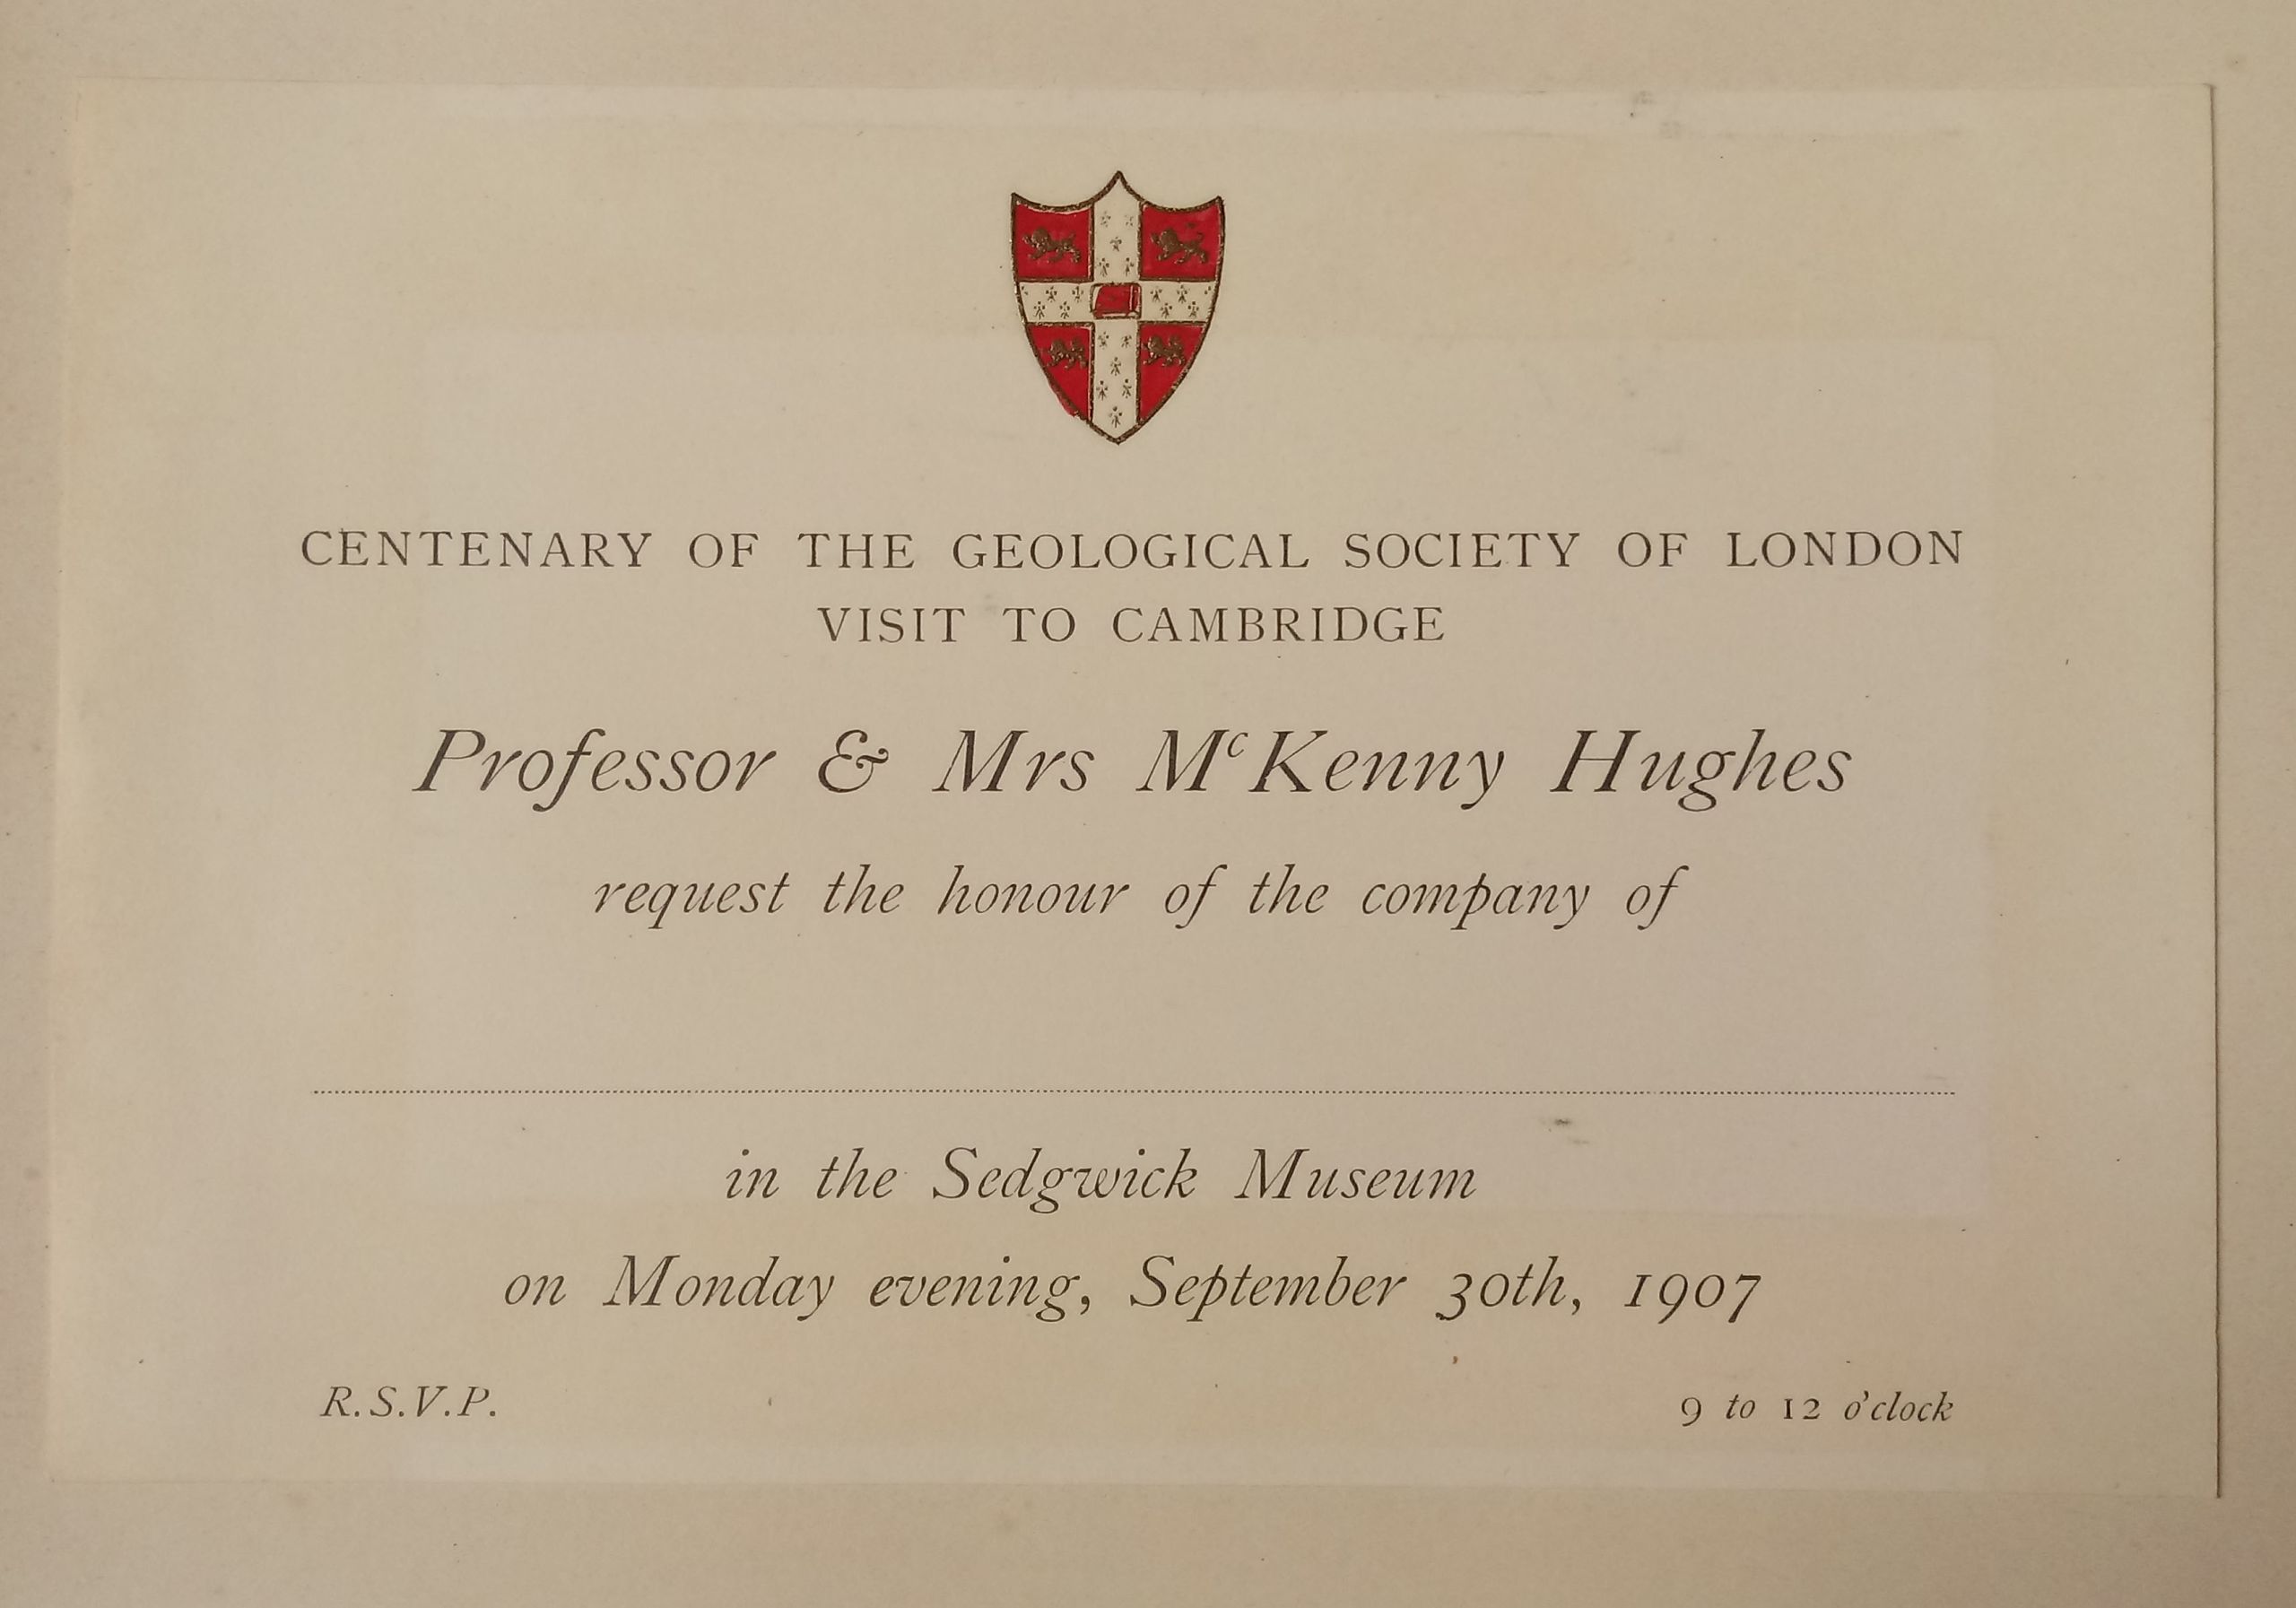 CENTENARY OF THE GEOLOGICAL SOCIETY OF LONDON
VISIT TO CAMBRIDGE
Professor & Mrs McKenny Hughes
request the honour of the company of
in the Sedgwick Museum
on Monday evening, September 30th, 1907
R.S.V.P.
9 to 12 o'clock